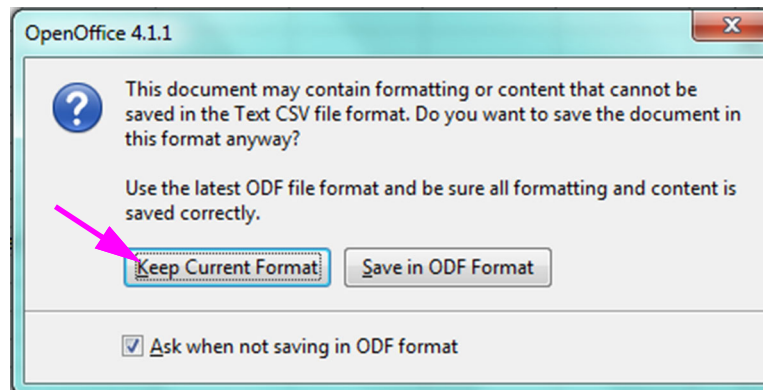 OpenOffice 4.1.1
This document may contain formatting or content that cannot be
saved in the Text CSV file format. Do you want to save the document in
this format anyway?
Use the latest ODF file format and be sure all formatting and content is
saved correctly.
Keep Current Format Save in ODF Format
Ask when not saving in ODF format